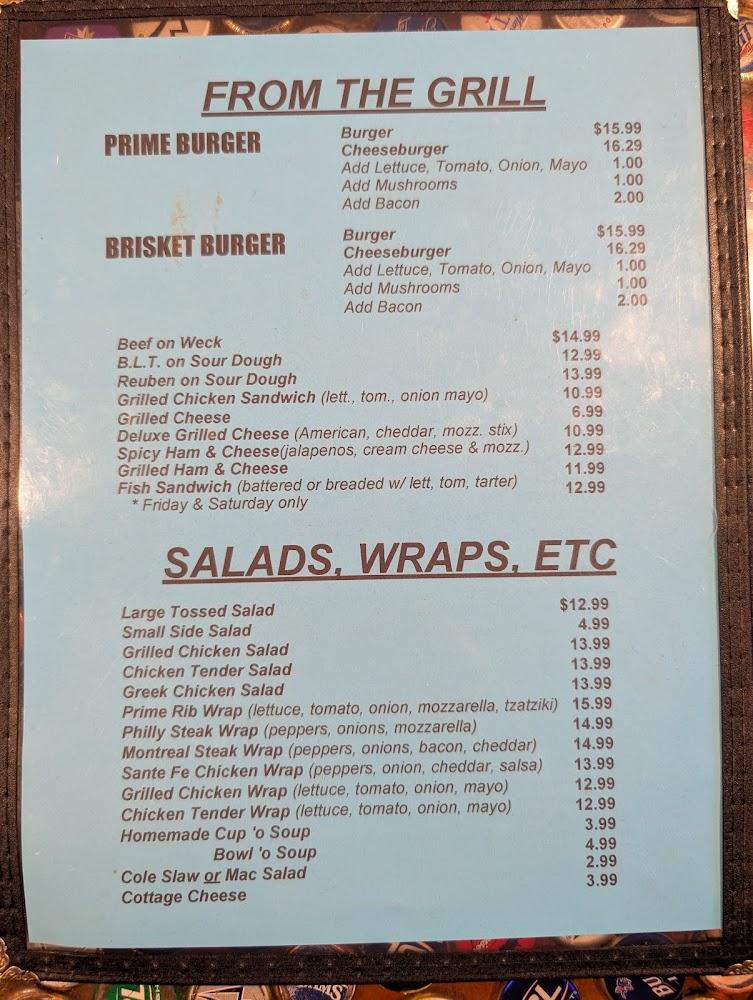 FROM THE GRILL
PRIME BURGER
Burger $15.99
Cheeseburger 16.29
Add Lettuce, Tomato, Onion, Mayo 1.00
Add Mushrooms 1.00
Add Bacon 2.00
BRISKET BURGER
Burger $15.99
Cheeseburger 16.29
Add Lettuce, Tomato, Onion, Mayo 1.00
Add Mushrooms 1.00
Add Bacon 2.00
Beef on Weck $14.99
B.L.T. on Sour Dough 12.99
Reuben on Sour Dough 13.99
Grilled Chicken Sandwich (lett., tom., onion mayo) 10.99
Grilled Cheese 6.99
Deluxe Grilled Cheese (American, cheddar, mozz. stix) 10.99
Spicy Ham & Cheese(jalapenos, cream cheese & mozz.) 12.99
Grilled Ham & Cheese 11.99
Fish Sandwich (battered or breaded w/ lett, tom, tarter) 12.99
* Friday & Saturday only
SALADS, WRAPS, ETC
Large Tossed Salad $12.99
Small Side Salad 4.99
Grilled Chicken Salad 13.99
Chicken Tender Salad 13.99
Greek Chicken Salad 13.99
Prime Rib Wrap (lettuce, tomato, onion, mozzarella, tzatziki) 15.99
Philly Steak Wrap (peppers, onions, mozzarella) 14.99
Montreal Steak Wrap (peppers, onions, bacon, cheddar) 14.99
Sante Fe Chicken Wrap (peppers, onion, cheddar, salsa) 13.99
Grilled Chicken Wrap (lettuce, tomato, onion, mayo) 12.99
Chicken Tender Wrap (lettuce, tomato, onion, mayo) 12.99
Homemade Cup 'o Soup 3.99
Bowl 'o Soup 4.99
Cole Slaw or Mac Salad 2.99
Cottage Cheese 3.99